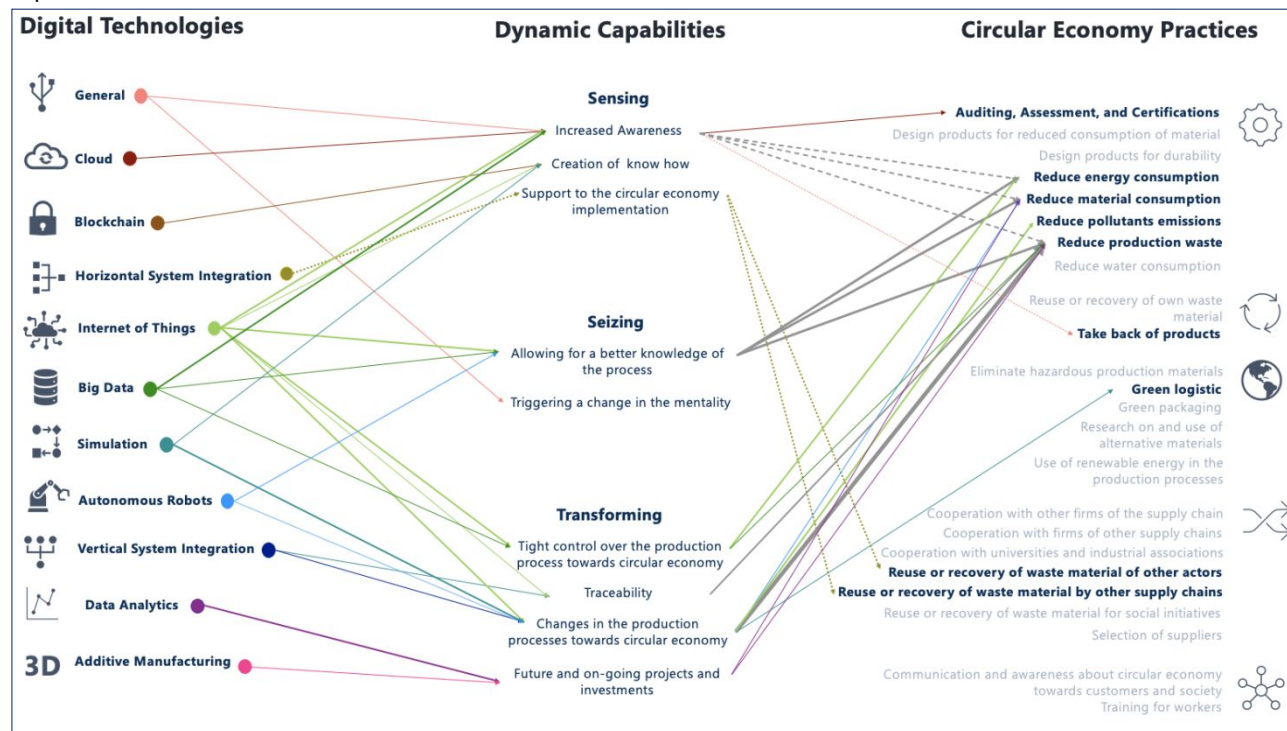 Digital Technologies
Dynamic Capabilities
Circular Economy Practices
General
Cloud
Blockchain
Horizontal System Integration
Internet of Things
Big Data
Simulation
Autonomous Robots
Vertical System Integration
Data Analytics
3D
Additive Manufacturing
Sensing
Increased Awareness
Creation of know how
Support to the circular economy
implementation
Seizing
Allowing for a better knowledge of
the process
Triggering a change in the mentality
Transforming
Tight control over the production
process towards circular economy
Traceability
Changes in the production
processes towards circular economy
Future and on-going projects and
investments
Auditing, Assessment, and Certifications
Design products for reduced consumption of material
Design products for durability
Reduce energy consumption
Reduce material consumption
Reduce pollutants emissions
Reduce production waste
Reduce water consumption
Reuse or recovery of own waste
material
Take back of products
Eliminate hazardous production materials
Green logistic
Green packaging
Research on and use of
alternative materials
Use of renewable energy in the
production processes
Cooperation with other firms of the supply chain
Cooperation with firms of other supply chains
Cooperation with universities and industrial associations
Reuse or recovery of waste material of other actors
Reuse or recovery of waste material by other supply chains
Reuse or recovery of waste material for social initiatives
Selection of suppliers
Communication and awareness about circular economy
towards customers and society
Training for workers